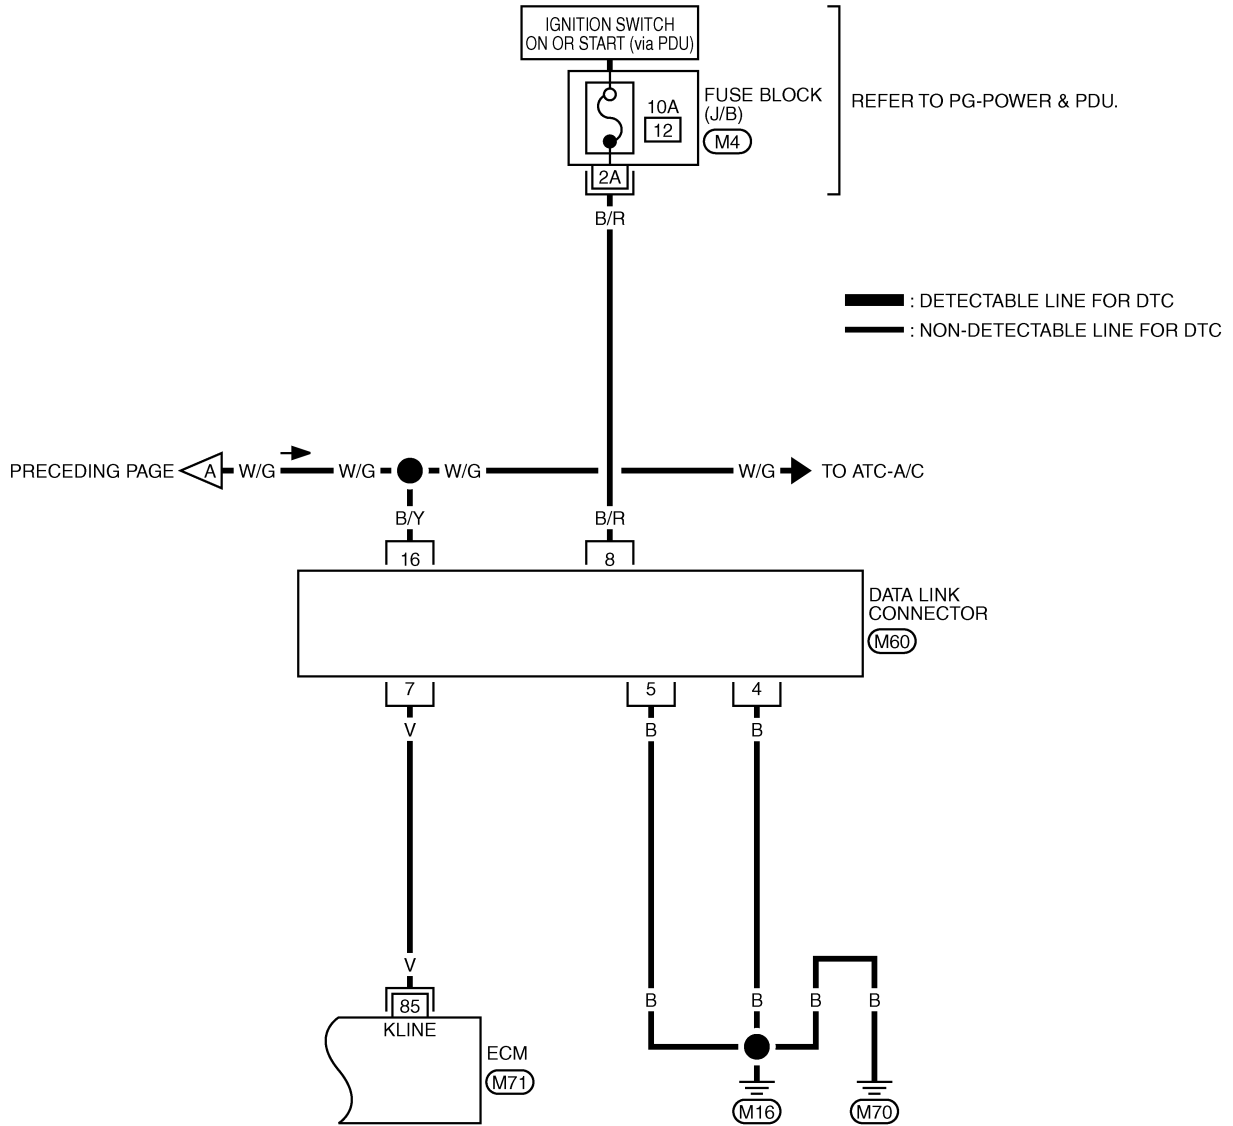 IGNITION SWITCH
ON OR START (via PDU)
FUSE BLOCK
(J/B)
M4
10A
12
REFER TO PG-POWER & PDU.
2A
B/R
: DETECTABLE LINE FOR DTC
: NON-DETECTABLE LINE FOR DTC
PRECEDING PAGE
A
W/G
W/G
W/G
W/G
TO ATC-A/C
B/Y
B/R
16
8
DATA LINK
CONNECTOR
M60
7
5
4
V
B
B
V
B
B
B
B
85
KLINE
ECM
M71
M16
M70